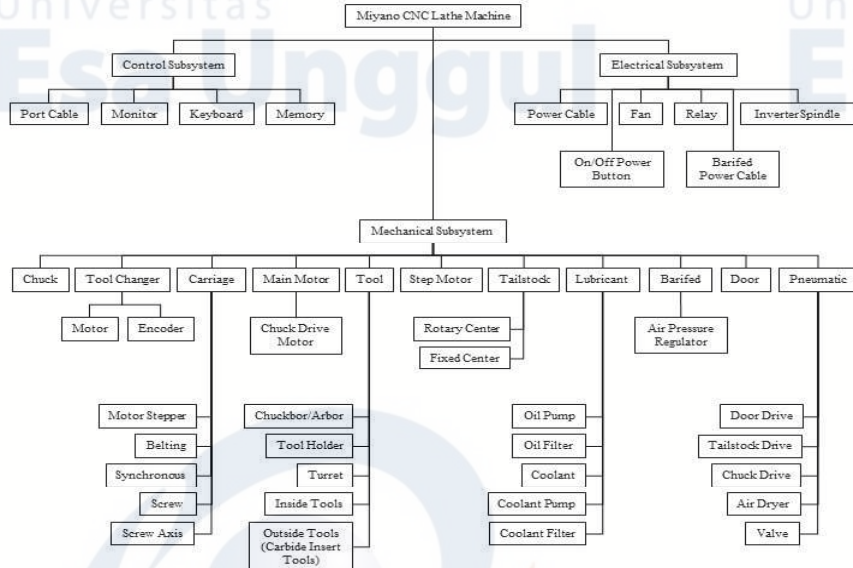 Universitas
Esa Unggul
Un
E
Miyano CNC Lathe Machine
Control Subsystem
Electrical Subsystem
Port Cable
Monitor
Keyboard
Memory
Power Cable
Fan
Relay
Inverter Spindle
On/Off Power
Button
Barifed
Power Cable
Mechanical Subsystem
Chuck
Tool Changer
Carriage
Main Motor
Tool
Step Motor
Tailstock
Lubricant
Barifed
Door
Pneumatic
Motor
Encoder
Chuck Drive
Motor
Rotary Center
Fixed Center
Air Pressure
Regulator
Motor Stepper
Belting
Synchronous
Screw
Screw Axis
Chuckbor/Arbor
Tool Holder
Turret
Inside Tools
Outside Tools
(Carbide Insert
Tools)
Oil Pump
Oil Filter
Coolant
Coolant Pump
Coolant Filter
Door Drive
Tailstock Drive
Chuck Drive
Air Dryer
Valve